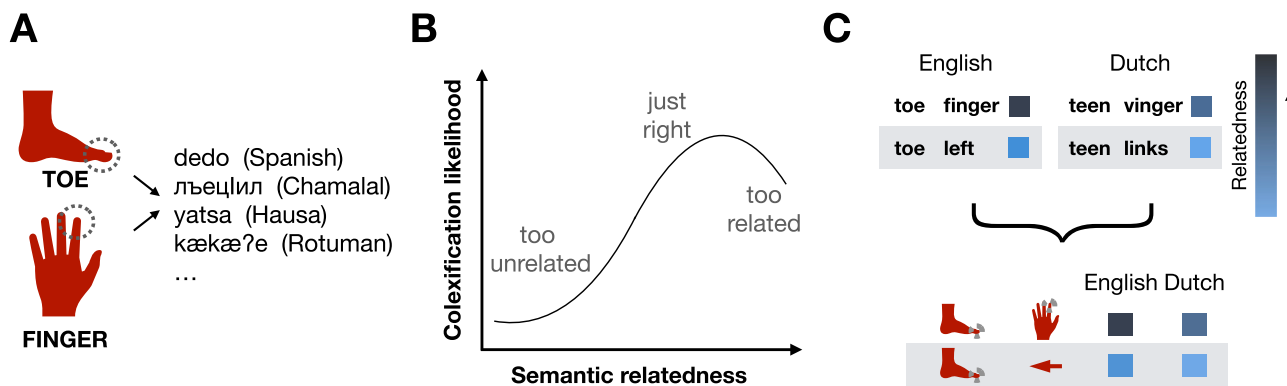 A
TOE
FINGER
dedo (Spanish)
лъецӀил (Chamalal)
yatsa (Hausa)
kækæʔe (Rotuman)
...
B
Colexification likelihood
too
unrelated
just
right
too
related
Semantic relatedness
C
English Dutch
toe finger teen vinger
toe left teen links
Relatedness
English Dutch